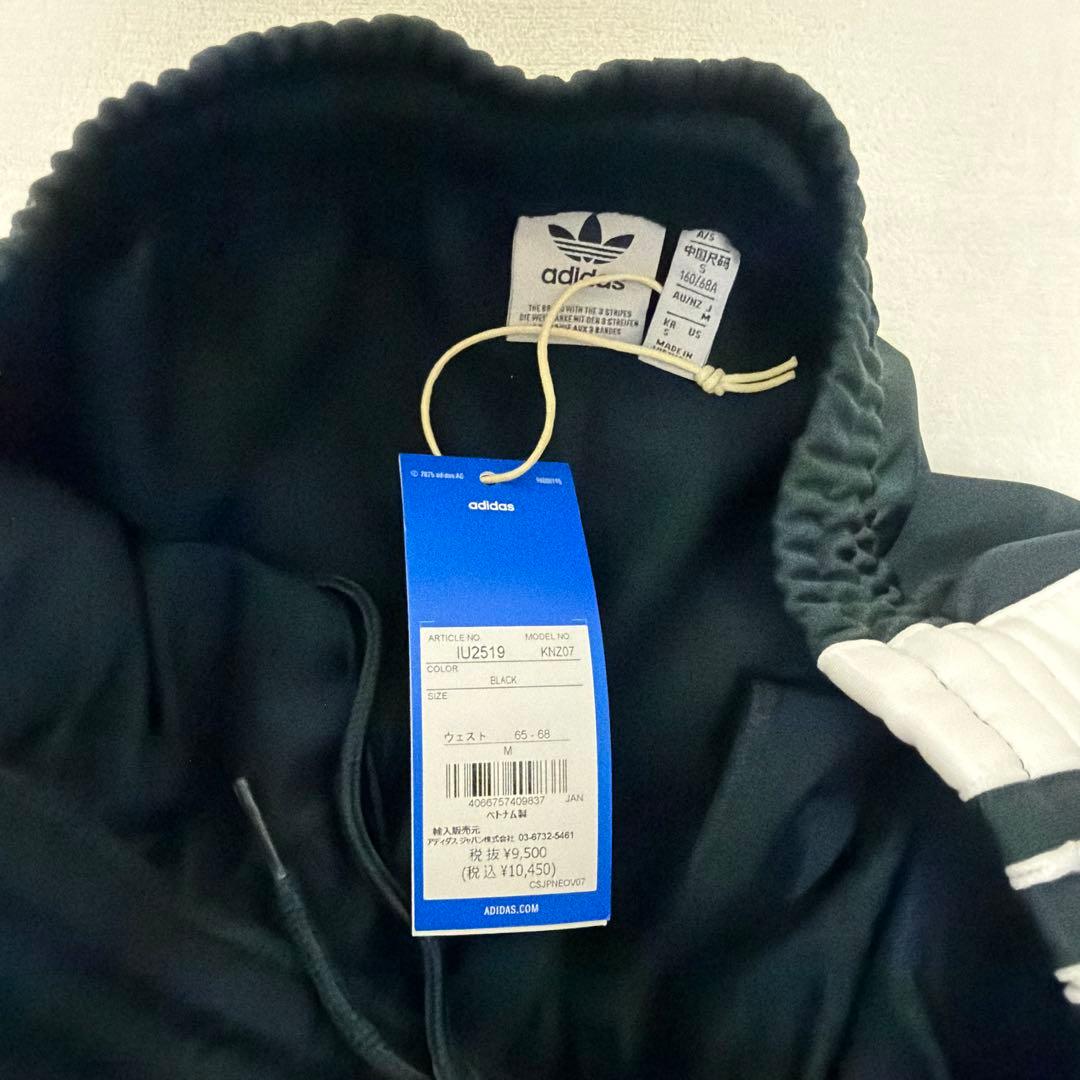 adidas
THE BRAND WITH THE 3 STRIPES
DIE MARKE MIT DEN 3 STREIFEN
AUX 3 BANDES
A/S
中国尺码
S
160/68A
AU/NZ J
M
KR US
S
MADE IN
© 2025 adidas AG
adidas
ARTICLE NO. MODEL NO.
IU2519 KNZ07
COLOR
BLACK
SIZE
ウェスト 65 - 68
M
4066757409837 JAN
ベトナム製
輸入販売元
アディダス ジャパン株式会社 03-6732-5461
税抜 ¥9,500
(税込 ¥10,450)
CSJPNEOV07
ADIDAS.COM